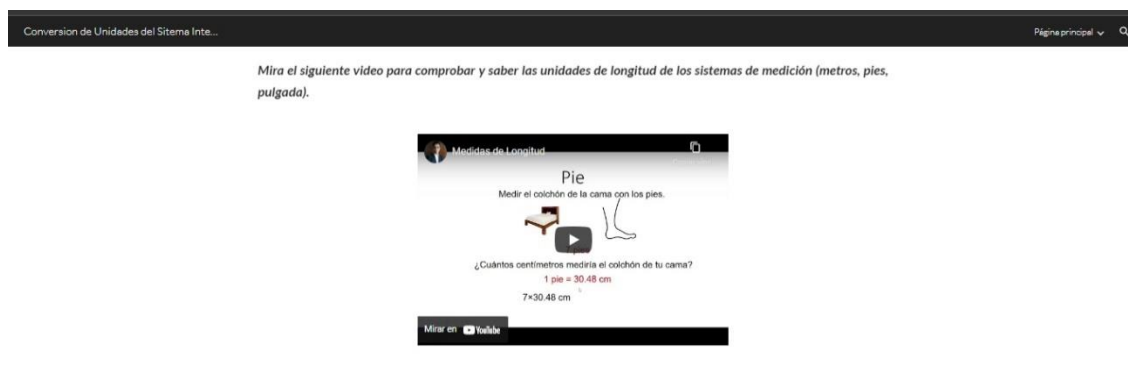 Conversion de Unidades del Sitema Inte...
Página principal
Mira el siguiente video para comprobar y saber las unidades de longitud de los sistemas de medición (metros, pies,
pulgada).
Medidas de Longitud
Pie
Medir el colchón de la cama con los pies.
¿Cuántos centímetros mediría el colchón de tu cama?
1 pie = 30.48 cm
7×30.48 cm
Mirar en YouTube